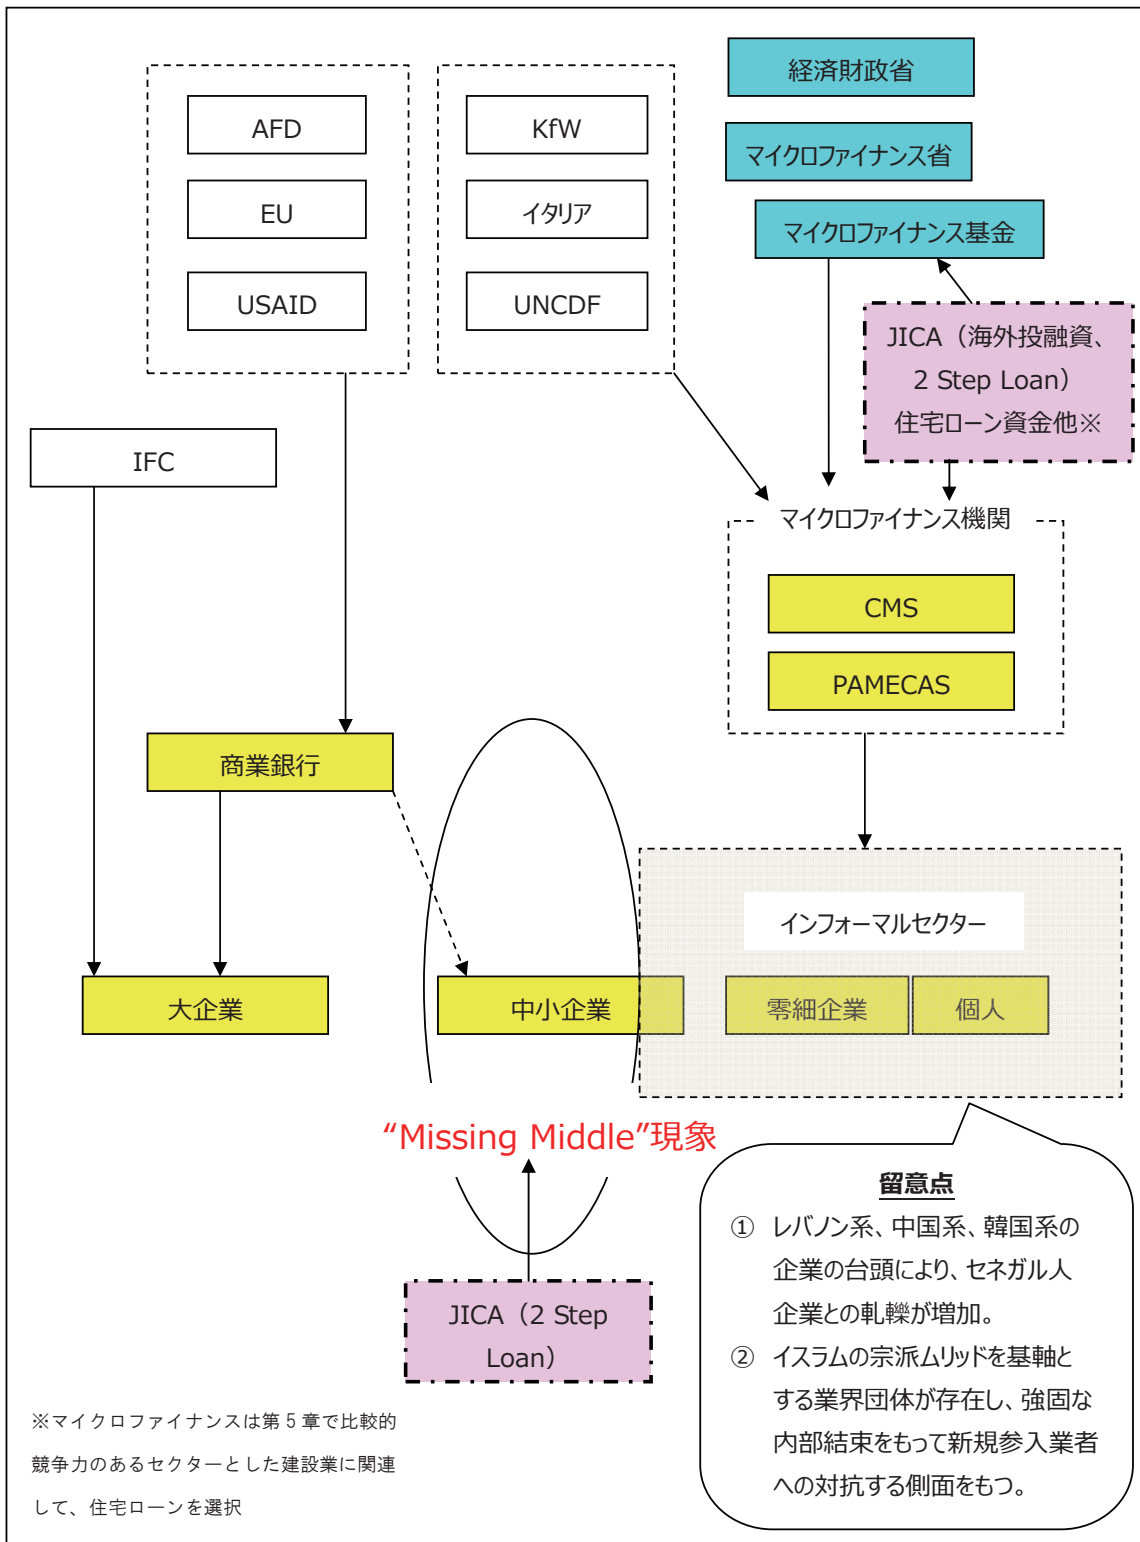 経済財政省
AFD
KfW
マイクロファイナンス省
EU
イタリア
マイクロファイナンス基金
USAID
UNCDF
JICA（海外投融資、
2 Step Loan）
住宅ローン資金他※
IFC
マイクロファイナンス機関
CMS
PAMECAS
商業銀行
インフォーマルセクター
大企業
中小企業
零細企業
個人
“Missing Middle”現象
JICA（2 Step
Loan）
留意点
① レバノン系、中国系、韓国系の
企業の台頭により、セネガル人
企業との軋轢が増加。
② イスラムの宗派ムリッドを基軸と
する業界団体が存在し、強固な
内部結束をもって新規参入業者
への対抗する側面をもつ。
※マイクロファイナンスは第 5 章で比較的
競争力のあるセクターとした建設業に関連
して、住宅ローンを選択